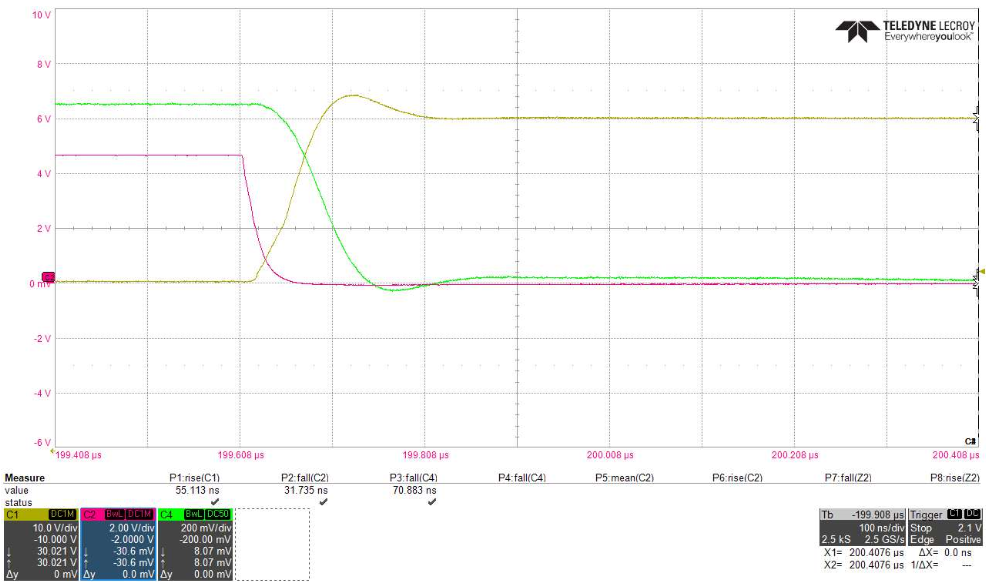 10 V
TELEDYNE LECROY
Everywhereyoulook™
8 V
6 V
4 V
2 V
0 mV
-2 V
-4 V
-6 V
199.408 µs 199.608 µs 199.808 µs 200.008 µs 200.208 µs 200.408 µs
Measure P1:rise(C1) P2:fall(C2) P3:fall(C4) P4:fall(C4) P5:mean(C2) P6:rise(C2) P7:fall(Z2) P8:rise(Z2)
value 55.113 ns 31.735 ns 70.883 ns
status
C1 DC1M C2 BwL DC1M C4 BwL DC50 Tb -199.908 µs Trigger C1 DC
10.0 V/div 2.00 V/div 200 mV/div 100 ns/div Stop 2.1 V
-10.000 V -2.0000 V -200.00 mV 2.5 kS 2.5 GS/s Edge Positive
30.021 V -30.6 mV 8.07 mV X1= 200.4076 µs ΔX= 0.0 ns
30.021 V -30.6 mV 8.07 mV X2= 200.4076 µs 1/ΔX= ---
Δy 0 mV Δy 0.0 mV Δy 0.00 mV